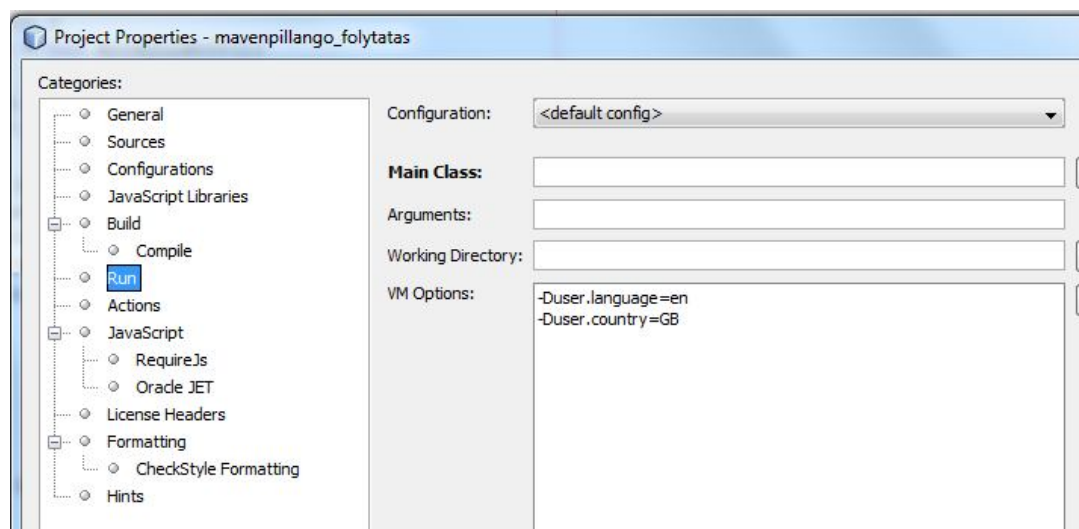 Project Properties - mavenpillango_folytatas
Categories:
General
Sources
Configurations
JavaScript Libraries
Build
Compile
Run
Actions
JavaScript
RequireJs
Oracle JET
License Headers
Formatting
CheckStyle Formatting
Hints
Configuration:
<default config>
Main Class:
Arguments:
Working Directory:
VM Options:
-Duser.language=en
-Duser.country=GB